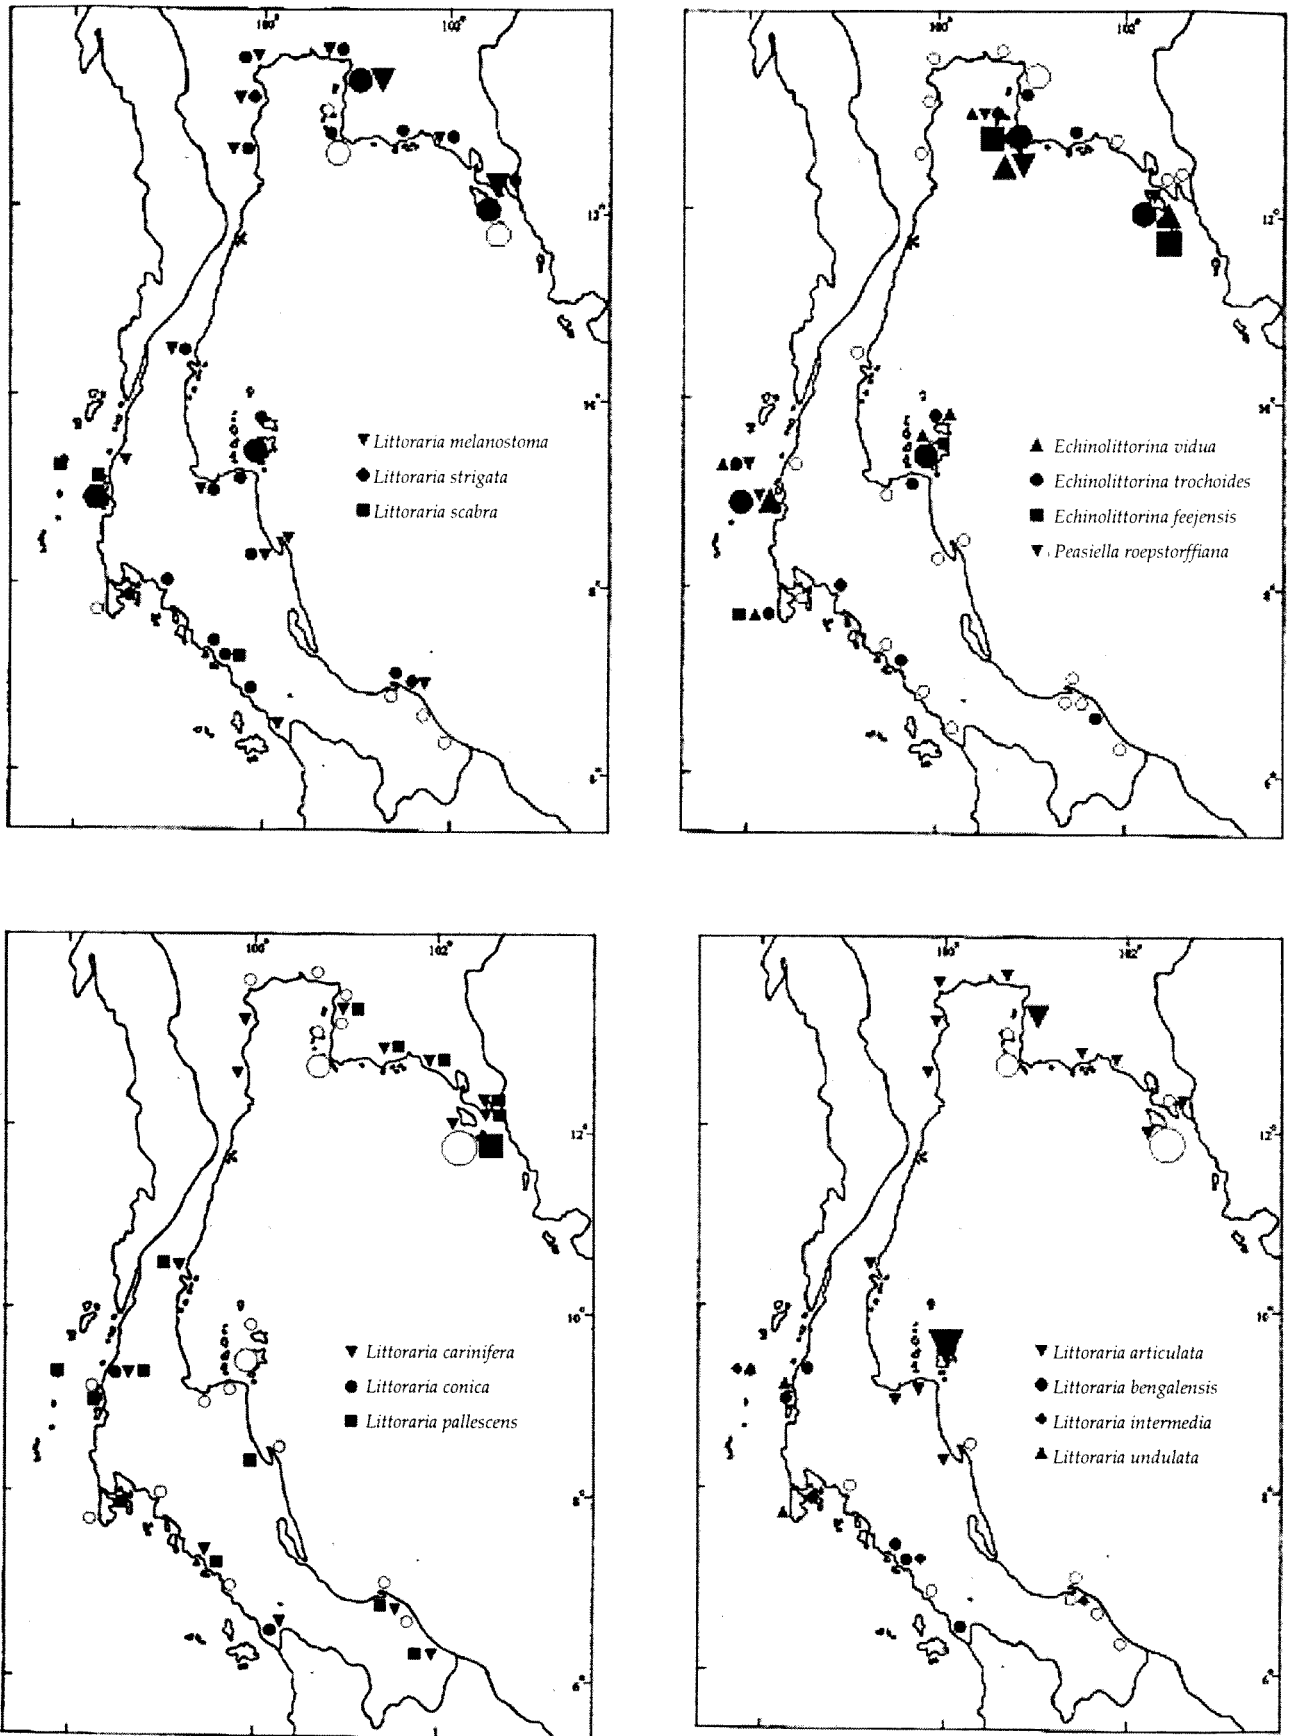 100° 102°
12°
10°
8°
6°
▼ Littoraria melanostoma
◆ Littoraria strigata
■ Littoraria scabra
100° 102°
12°
10°
8°
6°
▲ Echinolittorina vidua
● Echinolittorina trochoides
■ Echinolittorina feejensis
▼ Peasiella roepstorffiana
100° 102°
12°
10°
8°
6°
▼ Littoraria carinifera
● Littoraria conica
■ Littoraria pallescens
100° 102°
12°
10°
8°
6°
▼ Littoraria articulata
● Littoraria bengalensis
◆ Littoraria intermedia
▲ Littoraria undulata